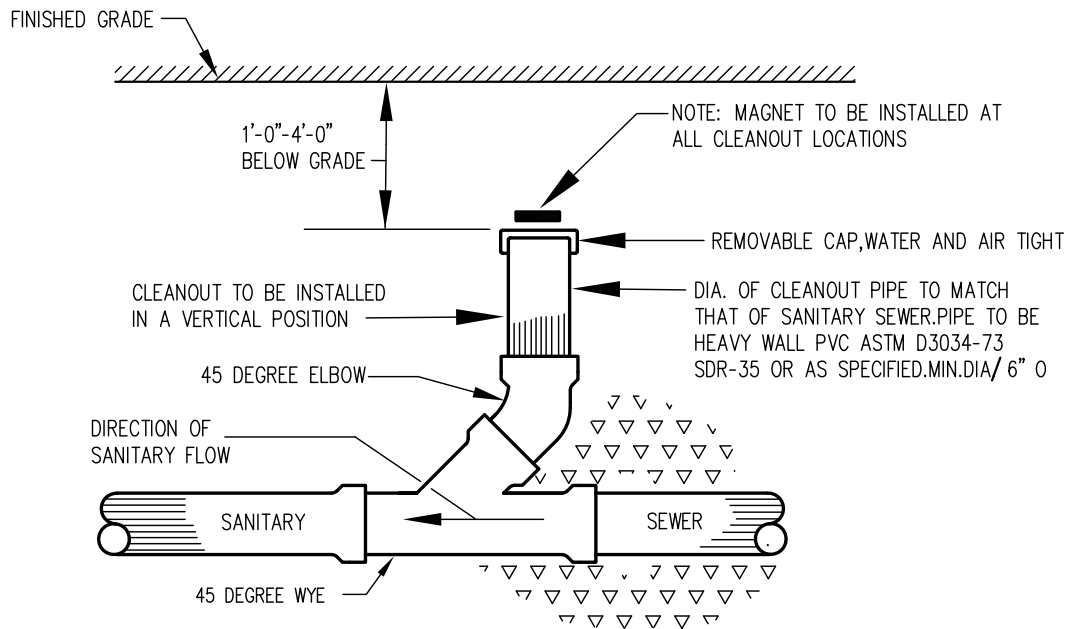 FINISHED GRADE
1'-0"-4'-0"
BELOW GRADE
NOTE: MAGNET TO BE INSTALLED AT
ALL CLEANOUT LOCATIONS
REMOVABLE CAP,WATER AND AIR TIGHT
CLEANOUT TO BE INSTALLED
IN A VERTICAL POSITION
DIA. OF CLEANOUT PIPE TO MATCH
THAT OF SANITARY SEWER.PIPE TO BE
HEAVY WALL PVC ASTM D3034-73
SDR-35 OR AS SPECIFIED.MIN.DIA/ 6" O
45 DEGREE ELBOW
DIRECTION OF
SANITARY FLOW
SANITARY
SEWER
45 DEGREE WYE